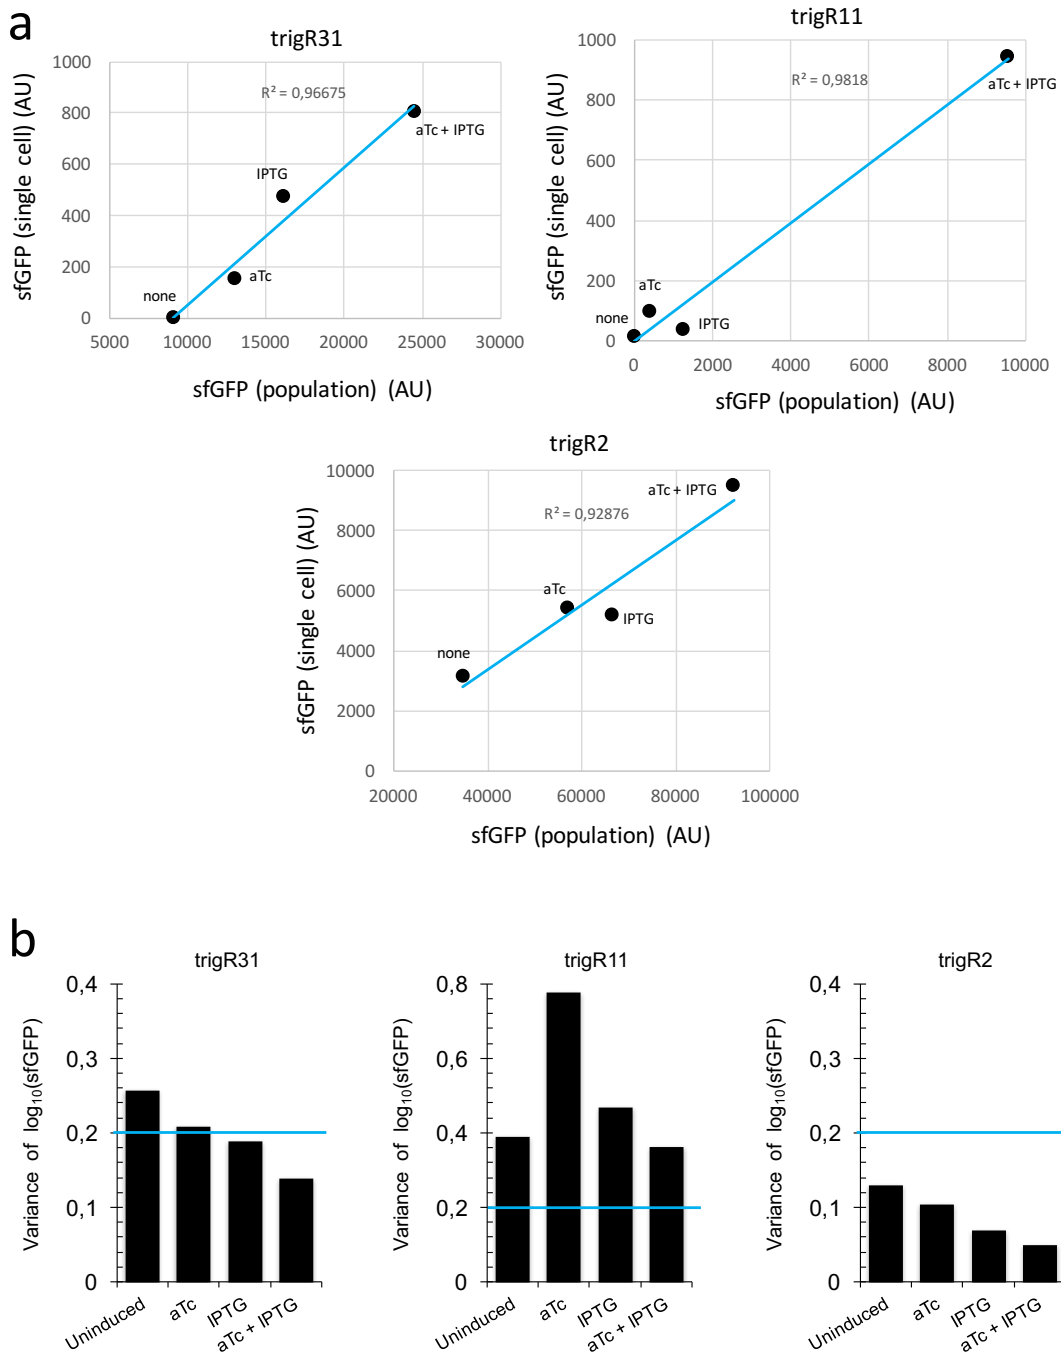 a
trigR31
sfGFP (single cell) (AU)
1000
800
600
400
200
0
R² = 0,96675
aTc + IPTG
IPTG
aTc
none
5000 10000 15000 20000 25000 30000
sfGFP (population) (AU)
trigR11
sfGFP (single cell) (AU)
1000
800
600
400
200
0
R² = 0,9818
aTc + IPTG
aTc
none
IPTG
0 2000 4000 6000 8000 10000
sfGFP (population) (AU)
trigR2
sfGFP (single cell) (AU)
10000
8000
6000
4000
2000
0
aTc + IPTG
R² = 0,92876
aTc
IPTG
none
20000 40000 60000 80000 100000
sfGFP (population) (AU)
b
trigR31
Variance of log₁₀(sfGFP)
0,4
0,3
0,2
0,1
0
Uninduced
aTc
IPTG
aTc + IPTG
trigR11
Variance of log₁₀(sfGFP)
0,8
0,6
0,4
0,2
0
Uninduced
aTc
IPTG
aTc + IPTG
trigR2
Variance of log₁₀(sfGFP)
0,4
0,3
0,2
0,1
0
Uninduced
aTc
IPTG
aTc + IPTG